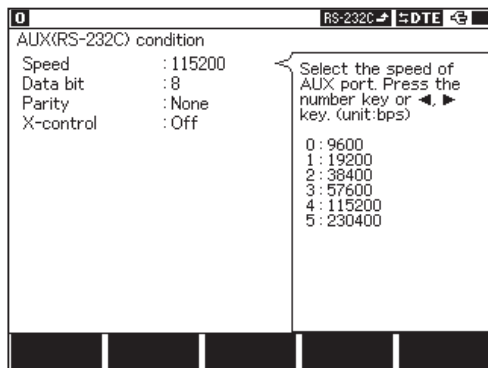 0 RS-232C DTE
AUX(RS-232C) condition
Speed :115200
Data bit :8
Parity :None
X-control :Off
Select the speed of
AUX port. Press the
number key or ◀, ▶
key. (unit:bps)
0:9600
1:19200
2:38400
3:57600
4:115200
5:230400